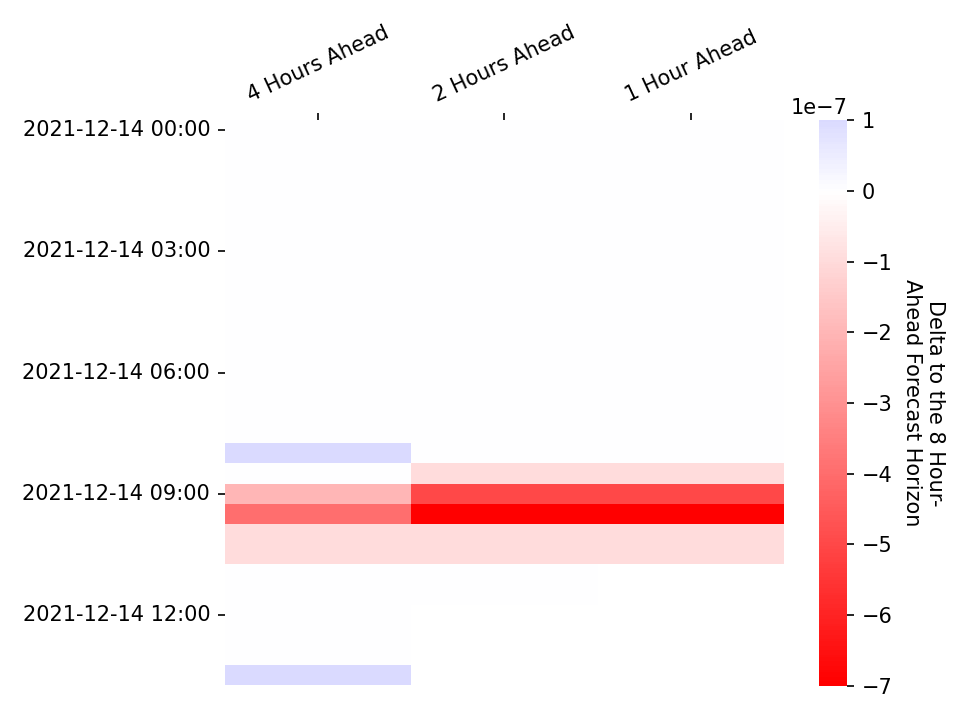 4 Hours Ahead
2 Hours Ahead
1 Hour Ahead
1e−7
2021-12-14 00:00
2021-12-14 03:00
2021-12-14 06:00
2021-12-14 09:00
2021-12-14 12:00
1
0
−1
−2
−3
−4
−5
−6
−7
Delta to the 8 Hour-
Ahead Forecast Horizon